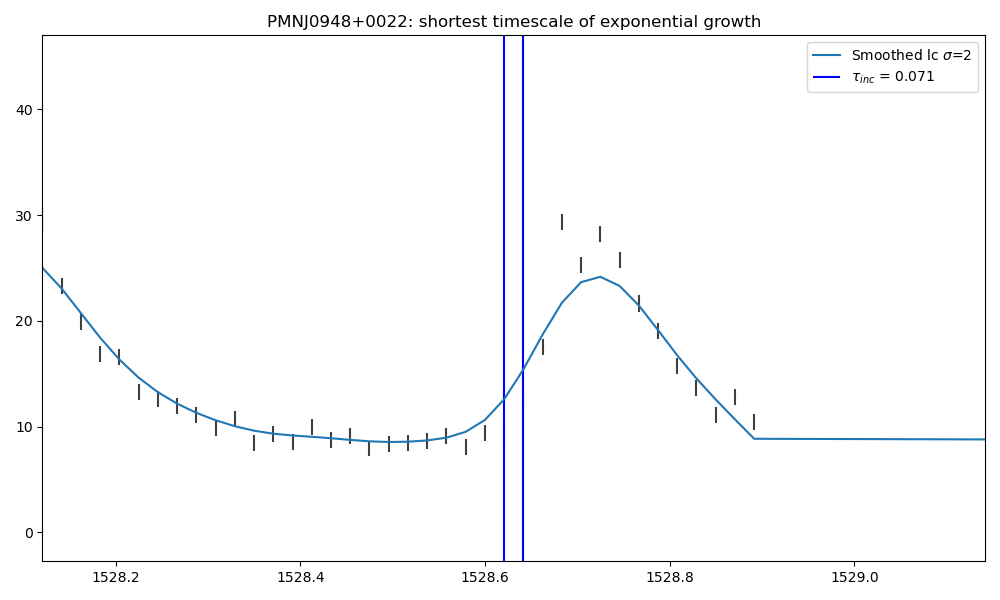 PMNJ0948+0022: shortest timescale of exponential growth
Smoothed lc σ=2
τinc = 0.071
40
30
20
10
0
1528.2 1528.4 1528.6 1528.8 1529.0